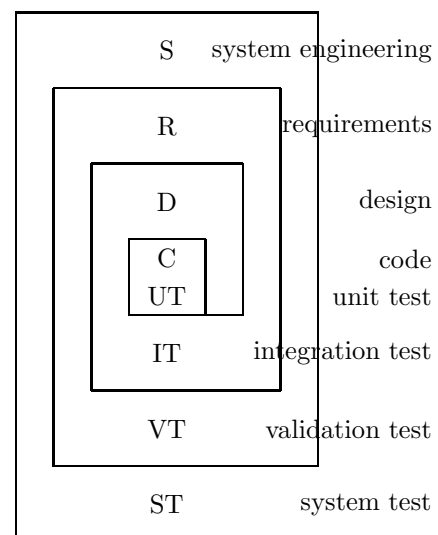 S system engineering
R requirements
D design
C code
UT unit test
IT integration test
VT validation test
ST system test